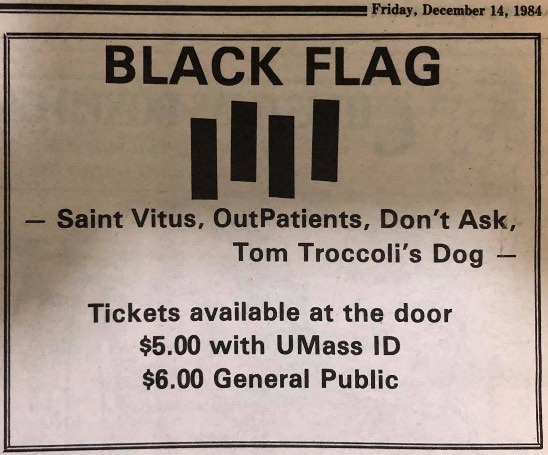 Friday, December 14, 1984
BLACK FLAG
— Saint Vitus, OutPatients, Don't Ask,
Tom Troccoli's Dog —
Tickets available at the door
$5.00 with UMass ID
$6.00 General Public